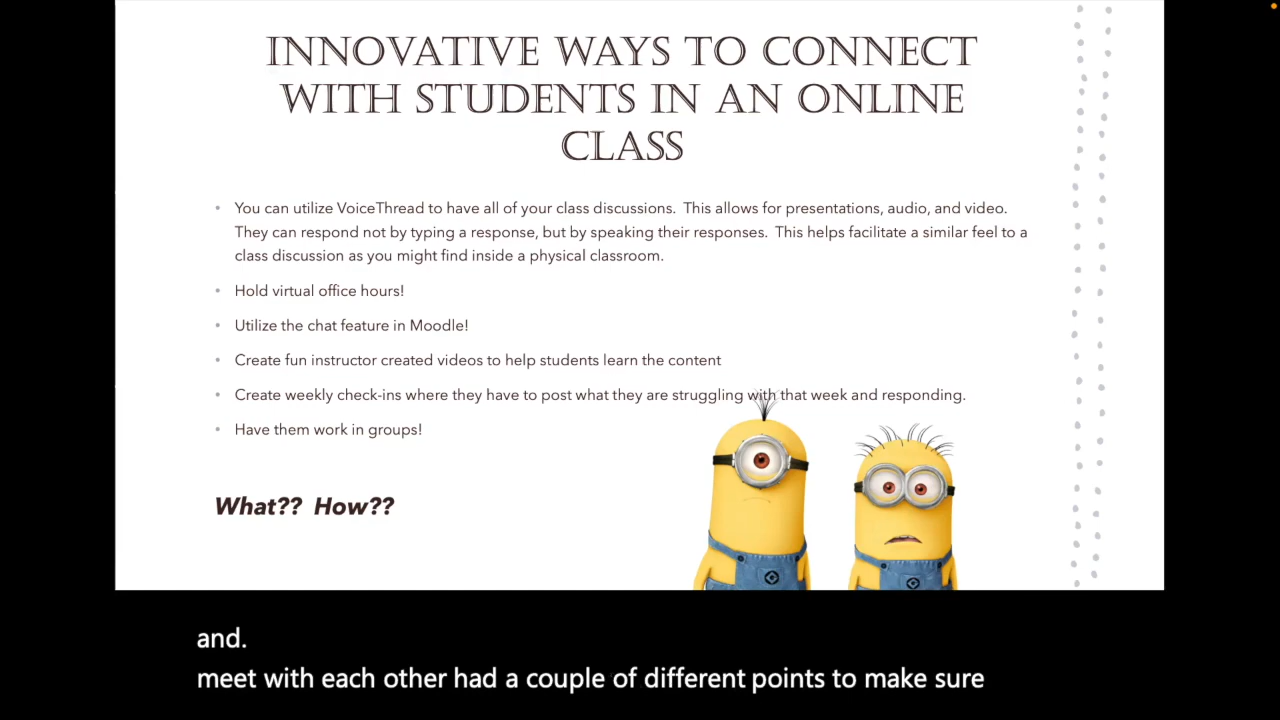 INNOVATIVE WAYS TO CONNECT
WITH STUDENTS IN AN ONLINE
CLASS
• You can utilize VoiceThread to have all of your class discussions. This allows for presentations, audio, and video.
They can respond not by typing a response, but by speaking their responses. This helps facilitate a similar feel to a
class discussion as you might find inside a physical classroom.
• Hold virtual office hours!
• Utilize the chat feature in Moodle!
• Create fun instructor created videos to help students learn the content
• Create weekly check-ins where they have to post what they are struggling with that week and responding.
• Have them work in groups!
What?? How??
and.
meet with each other had a couple of different points to make sure